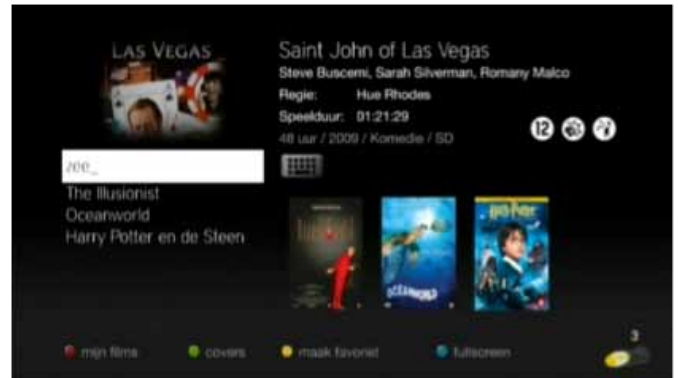 LAS VEGAS
Saint John of Las Vegas
Steve Buscemi, Sarah Silverman, Romany Malco
Regie: Hue Rhodes
Speelduur: 01:21:29
48 uur / 2009 / Komedie / SD
12
zee_
The Illusionist
Oceanworld
Harry Potter en de Steen
OCEANWORLD
3
mijn films
covers
maak favoriet
fullscreen